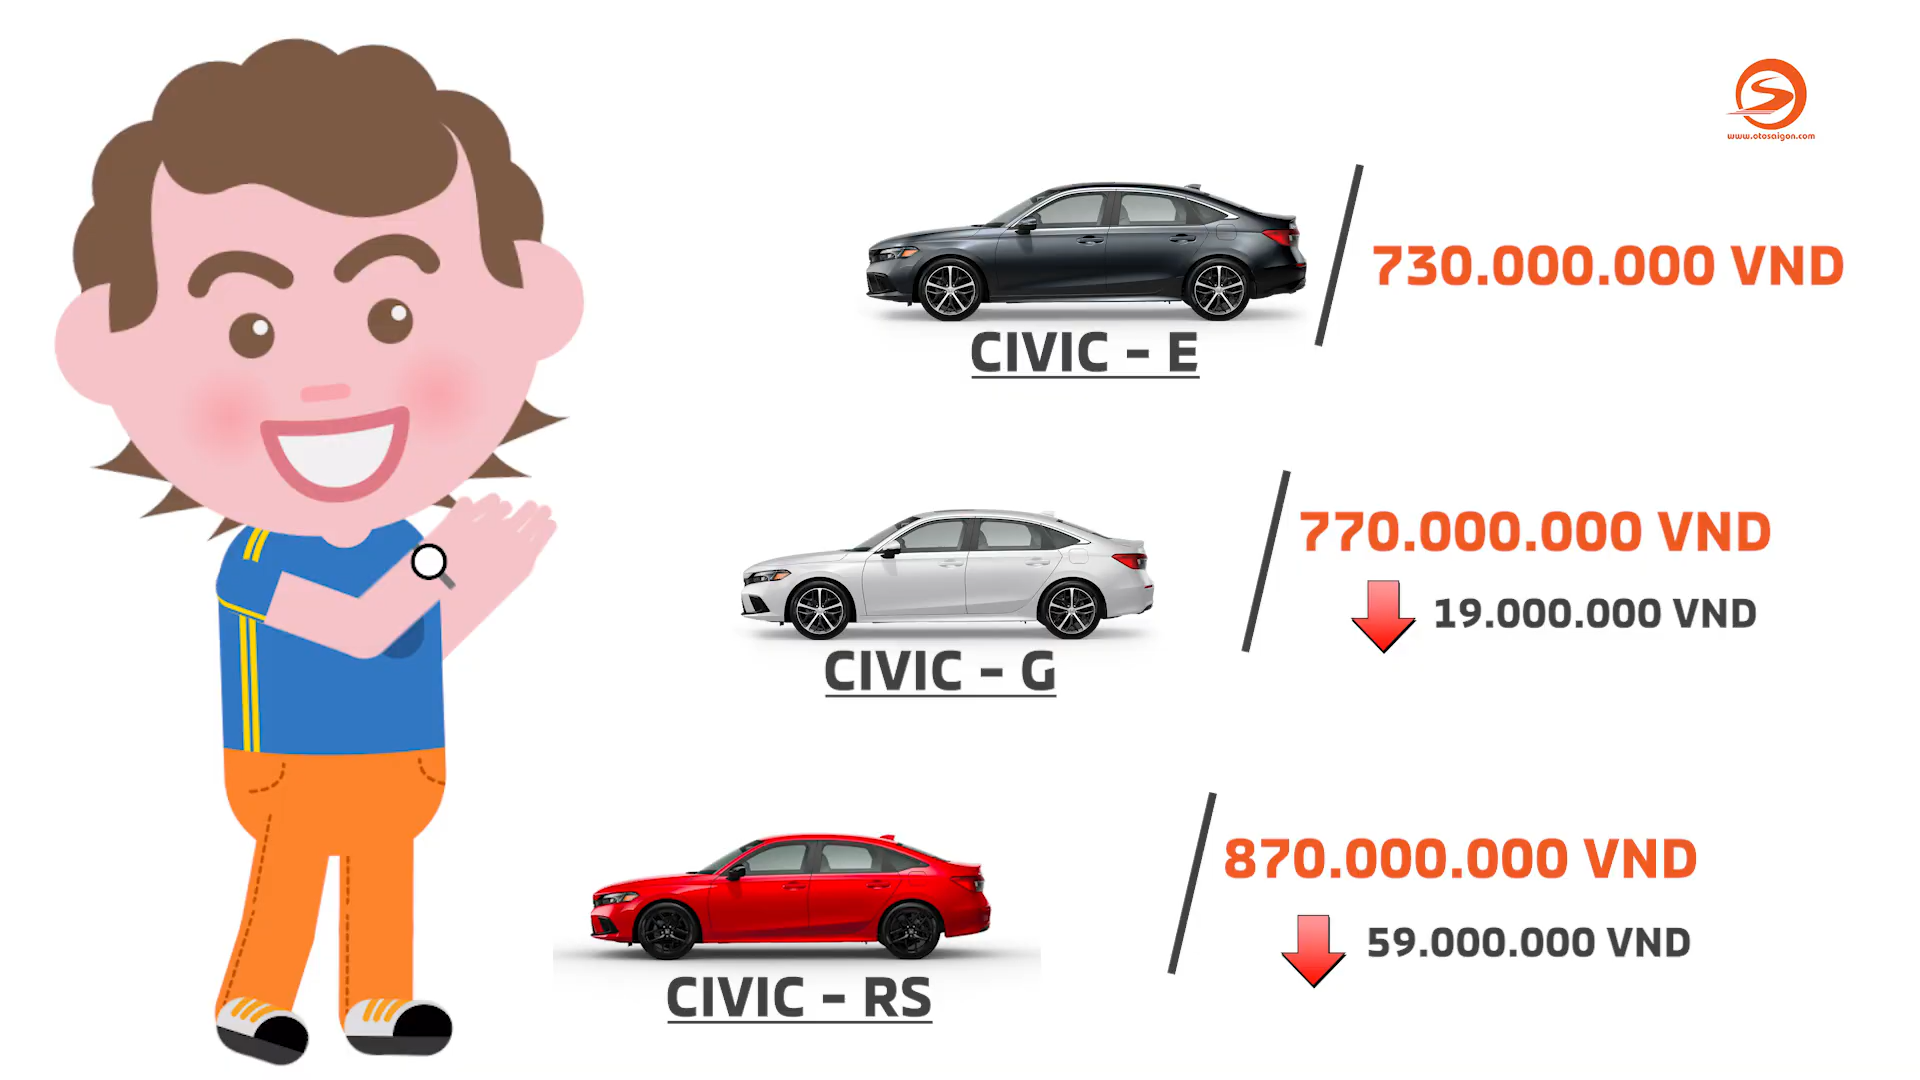 www.otosaigon.com
730.000.000 VND
CIVIC – E
770.000.000 VND
19.000.000 VND
CIVIC – G
870.000.000 VND
59.000.000 VND
CIVIC – RS